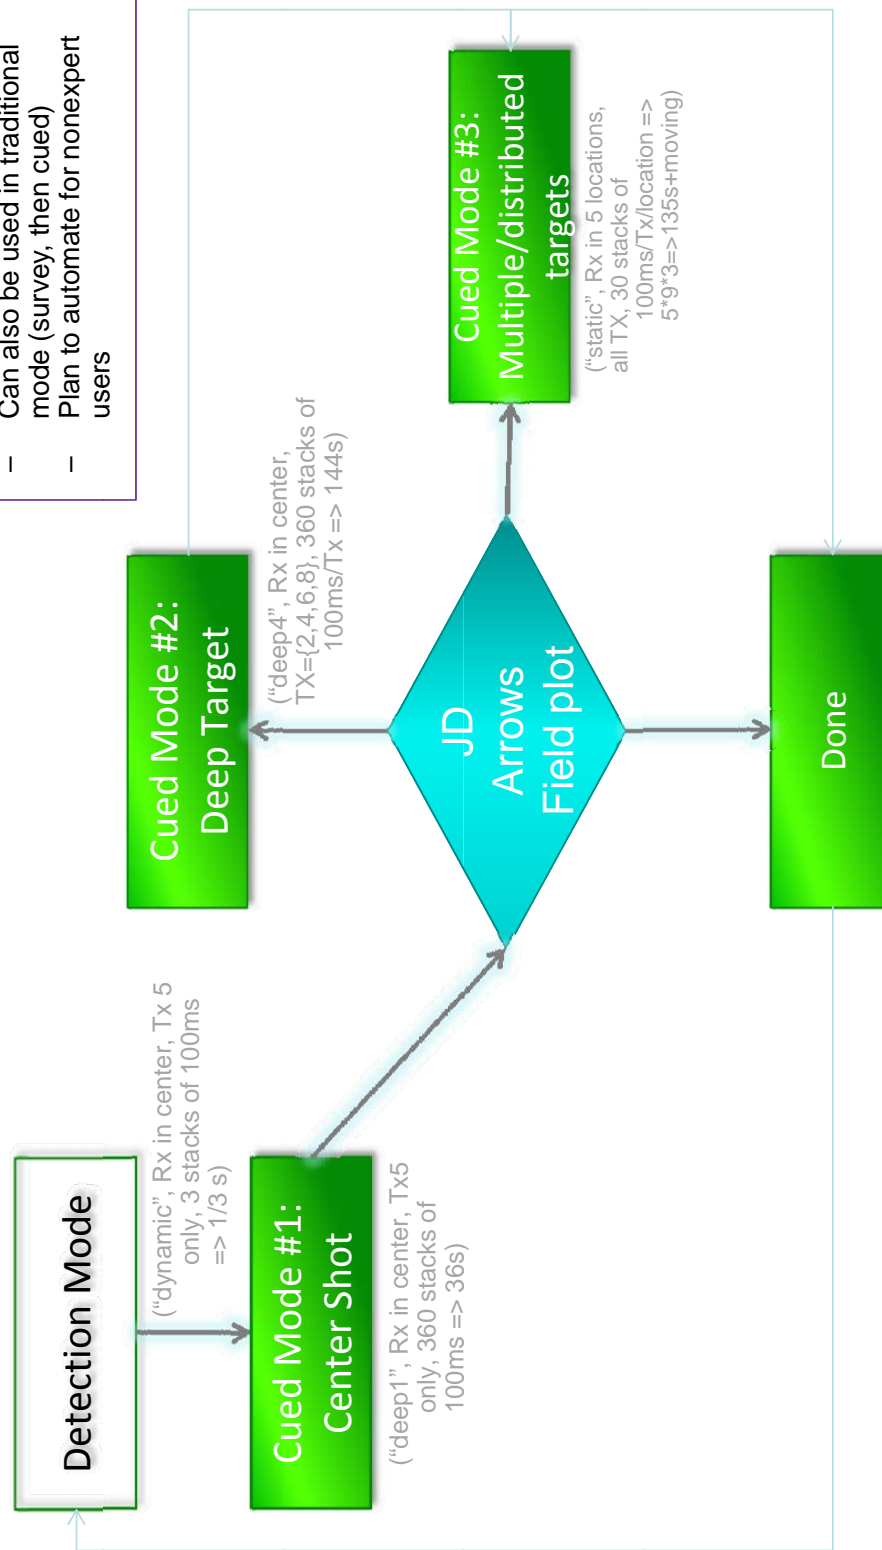 – Can also be used in traditional
mode (survey, then cued)
– Plan to automate for nonexpert
users
Detection Mode
(“dynamic”, Rx in center, Tx 5
only, 3 stacks of 100ms
=> 1/3 s)
Cued Mode #1:
Center Shot
(“deep1”, Rx in center, Tx5
only, 360 stacks of
100ms => 36s)
Cued Mode #2:
Deep Target
(“deep4”, Rx in center,
TX={2,4,6,8}, 360 stacks of
100ms/Tx => 144s)
JD
Arrows
Field plot
Cued Mode #3:
Multiple/distributed
targets
(“static”, Rx in 5 locations,
all TX, 30 stacks of
100ms/Tx/location =>
5*9*3=>135s+moving)
Done